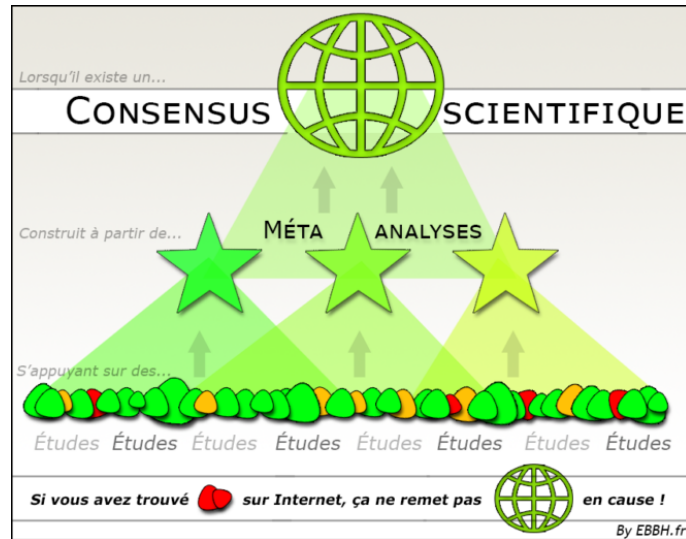 Lorsqu'il existe un...
CONSENSUS SCIENTIFIQUE
Construit à partir de...
MÉTA ANALYSES
S'appuyant sur des...
Études Études Études Études Études Études Études Études
Si vous avez trouvé sur Internet, ça ne remet pas en cause !
By EBBH.fr